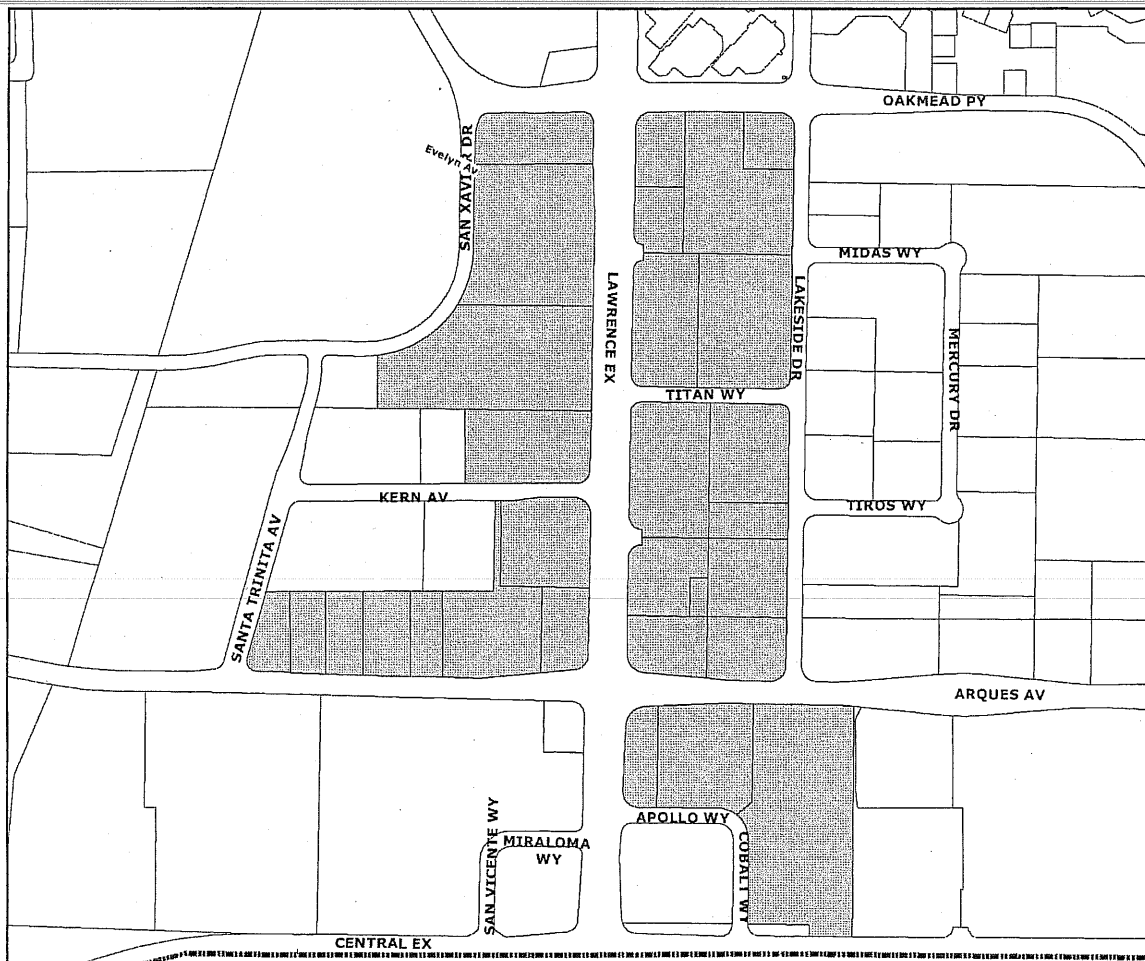 OAKMEAD PY
SAN XAVIER DR
Evelyn Av
MIDAS WY
LAWRENCE EX
LAKESIDE DR
MERCURY DR
TITAN WY
KERN AV
TIROS WY
SANTA TRINITA AV
ARQUES AV
APOLLO WY
COBALT WY
SAN VICENTE WY
MIRALOMA
WY
CENTRAL EX